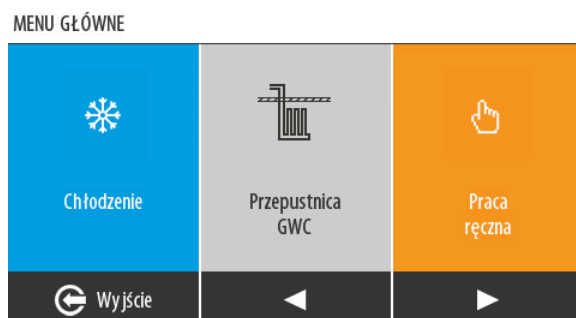 MENU GŁÓWNE
Chłodzenie
Przepustnica
GWC
Praca
ręczna
Wyjście